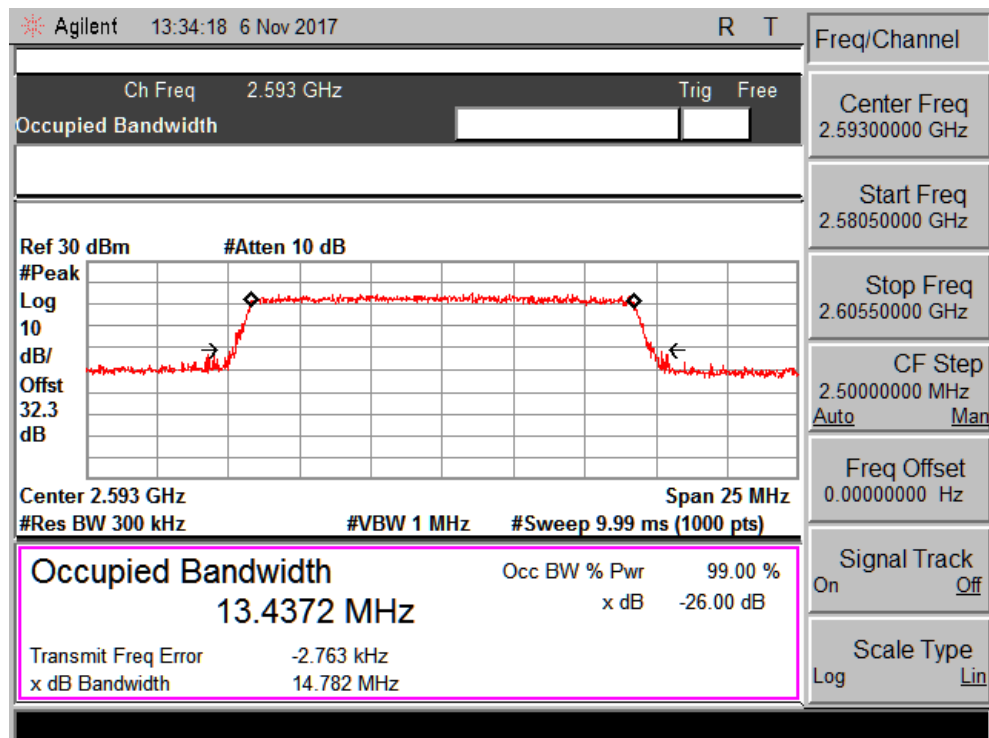 Agilent 13:34:18 6 Nov 2017 R T
Freq/Channel
Ch Freq 2.593 GHz Trig Free
Occupied Bandwidth
Center Freq
2.59300000 GHz
Start Freq
2.58050000 GHz
Stop Freq
2.60550000 GHz
CF Step
2.50000000 MHz
Auto Man
Freq Offset
0.00000000 Hz
Signal Track
On Off
Scale Type
Log Lin
Ref 30 dBm #Atten 10 dB
#Peak
Log
10
dB/
Offst
32.3
dB
Center 2.593 GHz Span 25 MHz
#Res BW 300 kHz #VBW 1 MHz #Sweep 9.99 ms (1000 pts)
Occupied Bandwidth
13.4372 MHz
Occ BW % Pwr 99.00 %
x dB -26.00 dB
Transmit Freq Error -2.763 kHz
x dB Bandwidth 14.782 MHz